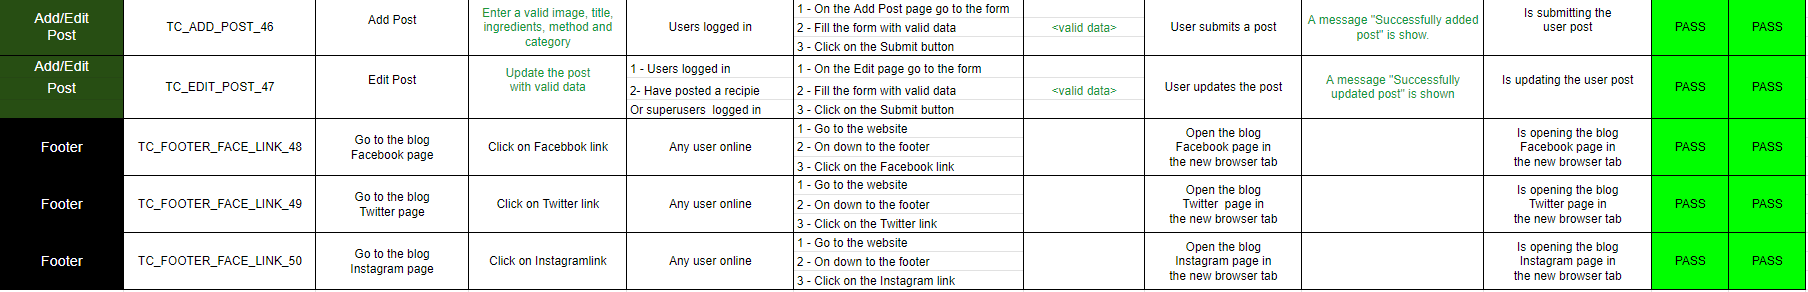 Add/Edit
Post
TC_ADD_POST_46
Add Post
Enter a valid image, title,
ingredients, method and
category
Users logged in
1 - On the Add Post page go to the form
2 - Fill the form with valid data
3 - Click on the Submit button
<valid data>
User submits a post
A message "Successfully added
post" is show.
Is submitting the
user post
PASS
PASS
Add/Edit
Post
TC_EDIT_POST_47
Edit Post
Update the post
with valid data
1 - Users logged in
2- Have posted a recipie
Or superusers  logged in
1 - On the Edit page go to the form
2 - Fill the form with valid data
3 - Click on the Submit button
<valid data>
User updates the post
A message "Successfully
updated post" is shown
Is updating the user post
PASS
PASS
Footer
TC_FOOTER_FACE_LINK_48
Go to the blog
Facebook page
Click on Facebbok link
Any user online
1 - Go to the website
2 - On down to the footer
3 - Click on the Facebook link
Open the blog
Facebook page in
the new browser tab
Is opening the blog
Facebook page in
the new browser tab
PASS
PASS
Footer
TC_FOOTER_FACE_LINK_49
Go to the blog
Twitter page
Click on Twitter link
Any user online
1 - Go to the website
2 - On down to the footer
3 - Click on the Twitter link
Open the blog
Twitter  page in
the new browser tab
Is opening the blog
Twitter page in
the new browser tab
PASS
PASS
Footer
TC_FOOTER_FACE_LINK_50
Go to the blog
Instagram page
Click on Instagramlink
Any user online
1 - Go to the website
2 - On down to the footer
3 - Click on the Instagram link
Open the blog
Instagram page in
the new browser tab
Is opening the blog
Instagram page in
the new browser tab
PASS
PASS